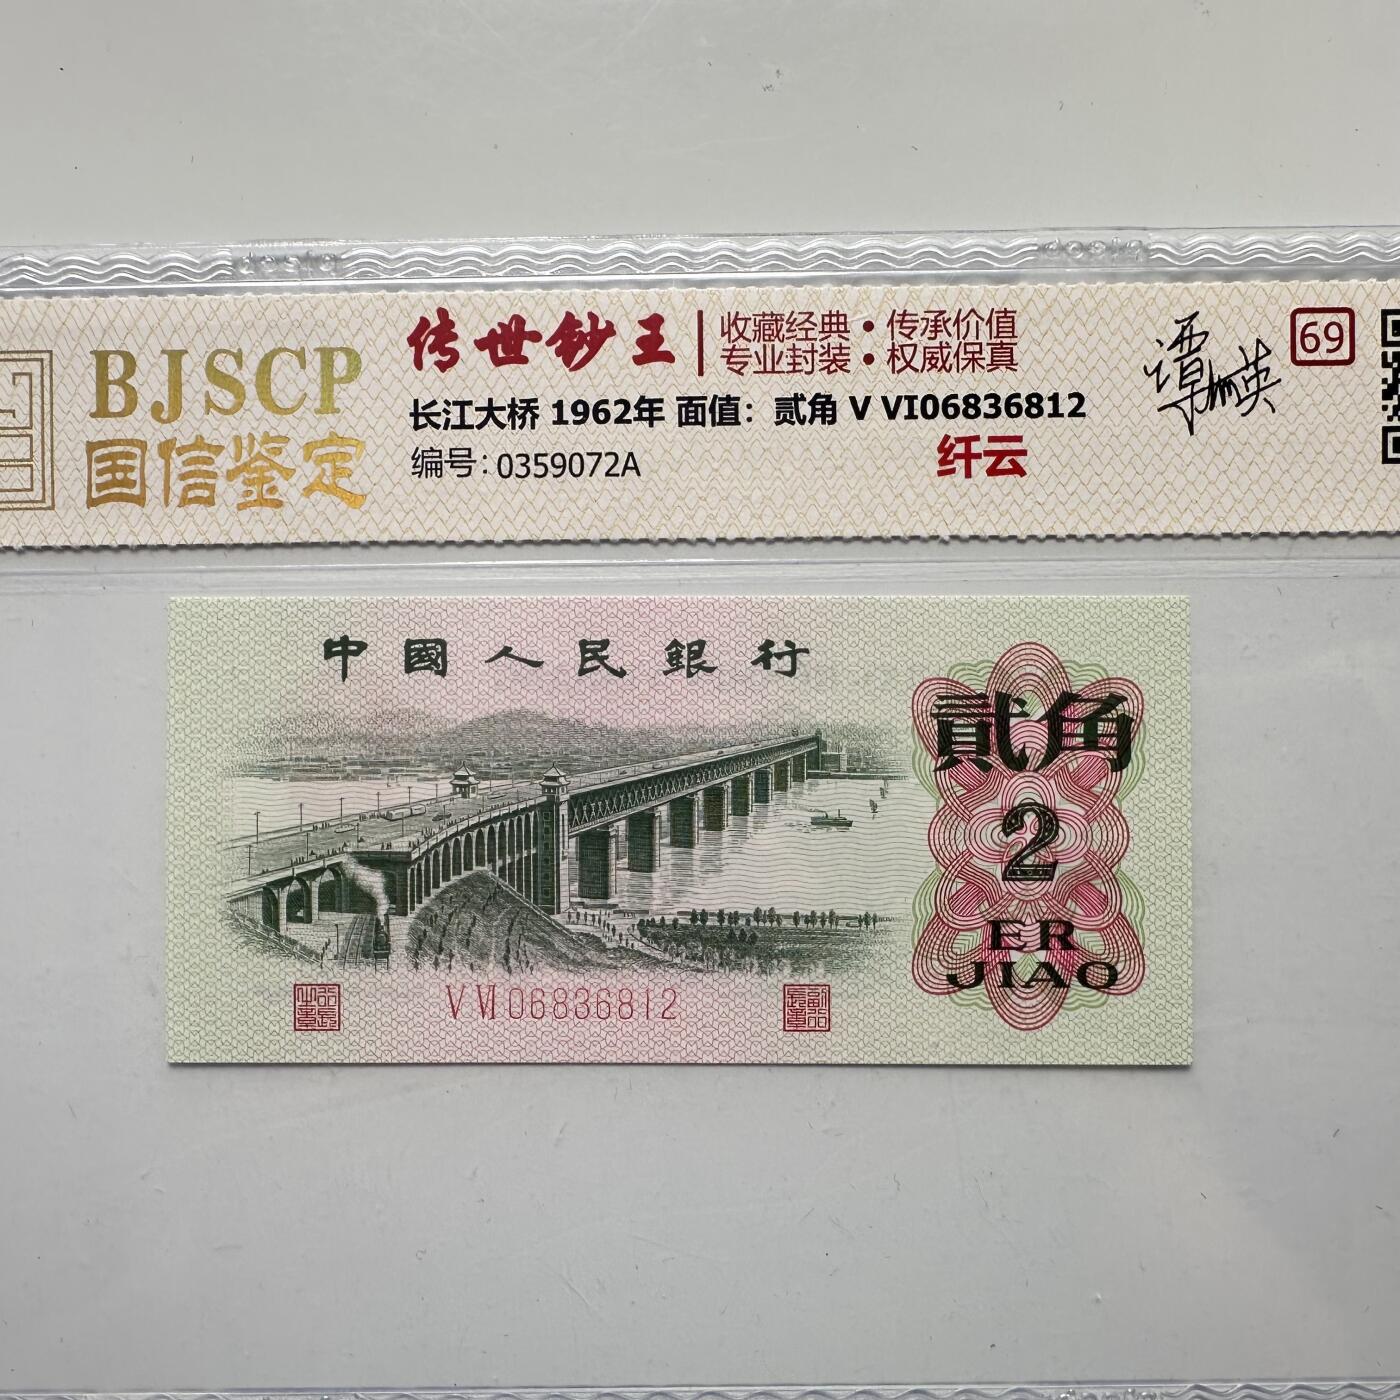 BJSCP
国信鉴定
传世钞王
收藏经典·传承价值
专业封装·权威保真
长江大桥 1962年 面值：贰角 V VI06836812
编号：0359072A
纤云
69
中國人民銀行
貳角
2
ER
JIAO
V VI 06836812